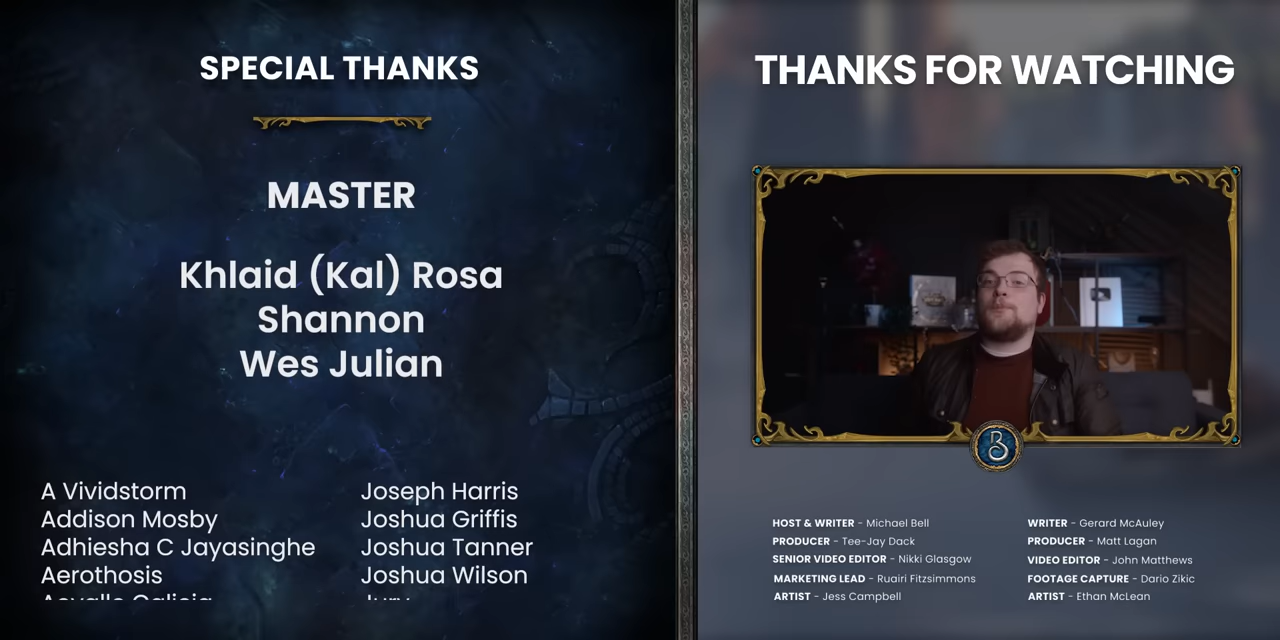 SPECIAL THANKS
MASTER
Khlaid (Kal) Rosa
Shannon
Wes Julian
A Vividstorm
Addison Mosby
Adhiesha C Jayasinghe
Aerothosis
Joseph Harris
Joshua Griffis
Joshua Tanner
Joshua Wilson
THANKS FOR WATCHING
B
HOST & WRITER - Michael Bell
PRODUCER - Tee-Jay Dack
SENIOR VIDEO EDITOR - Nikki Glasgow
MARKETING LEAD - Ruairi Fitzsimmons
ARTIST - Jess Campbell
WRITER - Gerard McAuley
PRODUCER - Matt Lagan
VIDEO EDITOR - John Matthews
FOOTAGE CAPTURE - Dario Zikic
ARTIST - Ethan McLean